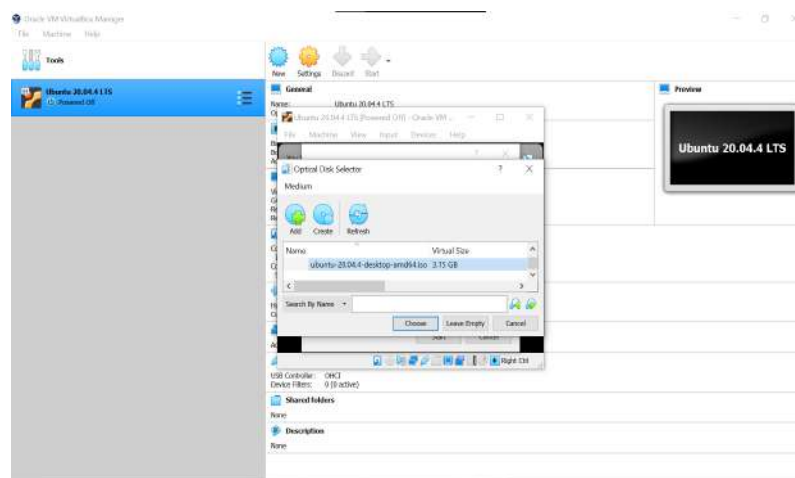 Oracle VM VirtualBox Manager
File Machine Help
Tools
New Settings Discard Start
Ubuntu 20.04.4 LTS
Powered Off
General
Name: Ubuntu 20.04.4 LTS
Preview
Ubuntu 20.04.4 LTS
Ubuntu 20.04.4 LTS [Powered Off] - Oracle VM ...
File Machine View Input Devices Help
Optical Disk Selector
? X
Medium
Add Create Refresh
Name Virtual Size
ubuntu-20.04.4-desktop-amd64.iso 3.15 GB
Search By Name
Choose Leave Empty Cancel
Start Cancel
Right Ctrl
USB Controller: OHCI
Device Filters: 0 (0 active)
Shared folders
None
Description
None